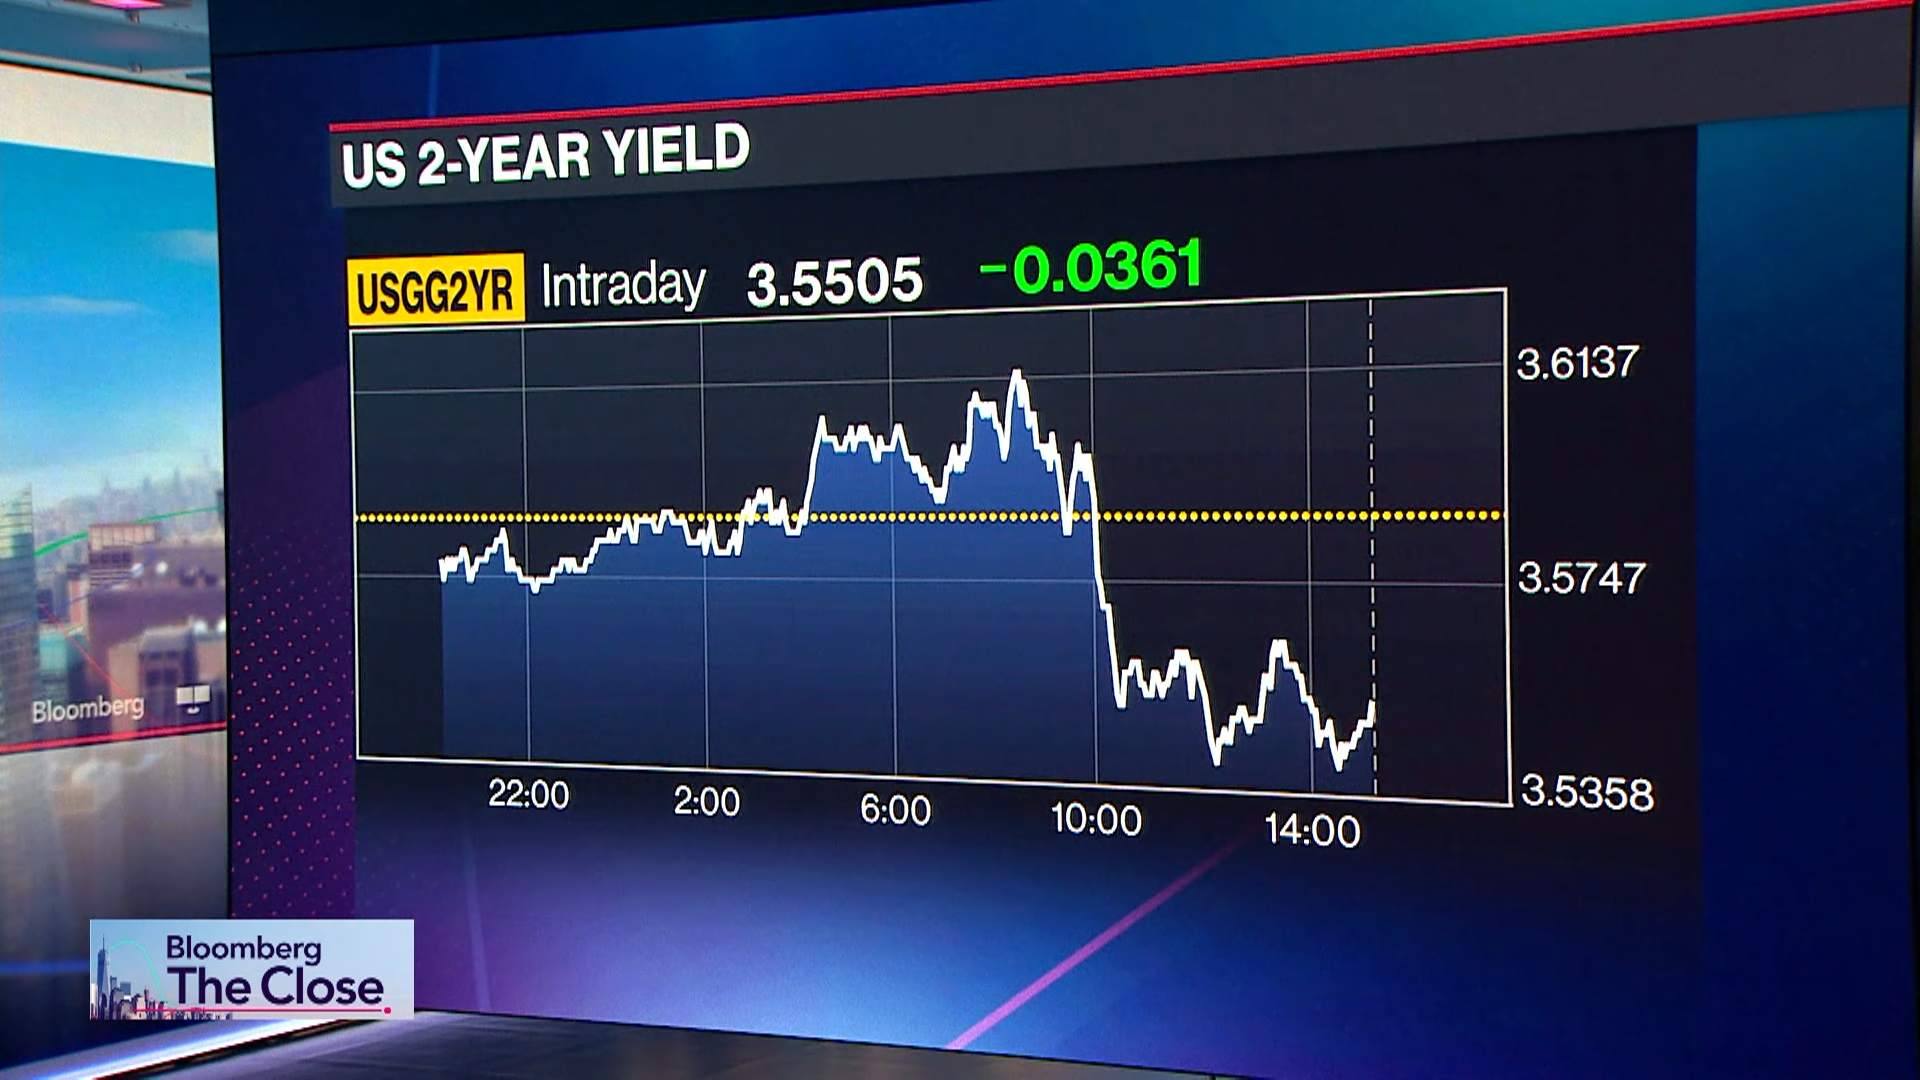 US 2-YEAR YIELD
USGG2YR Intraday 3.5505 -0.0361
3.6137
3.5747
3.5358
22:00 2:00 6:00 10:00 14:00
Bloomberg
Bloomberg
The Close